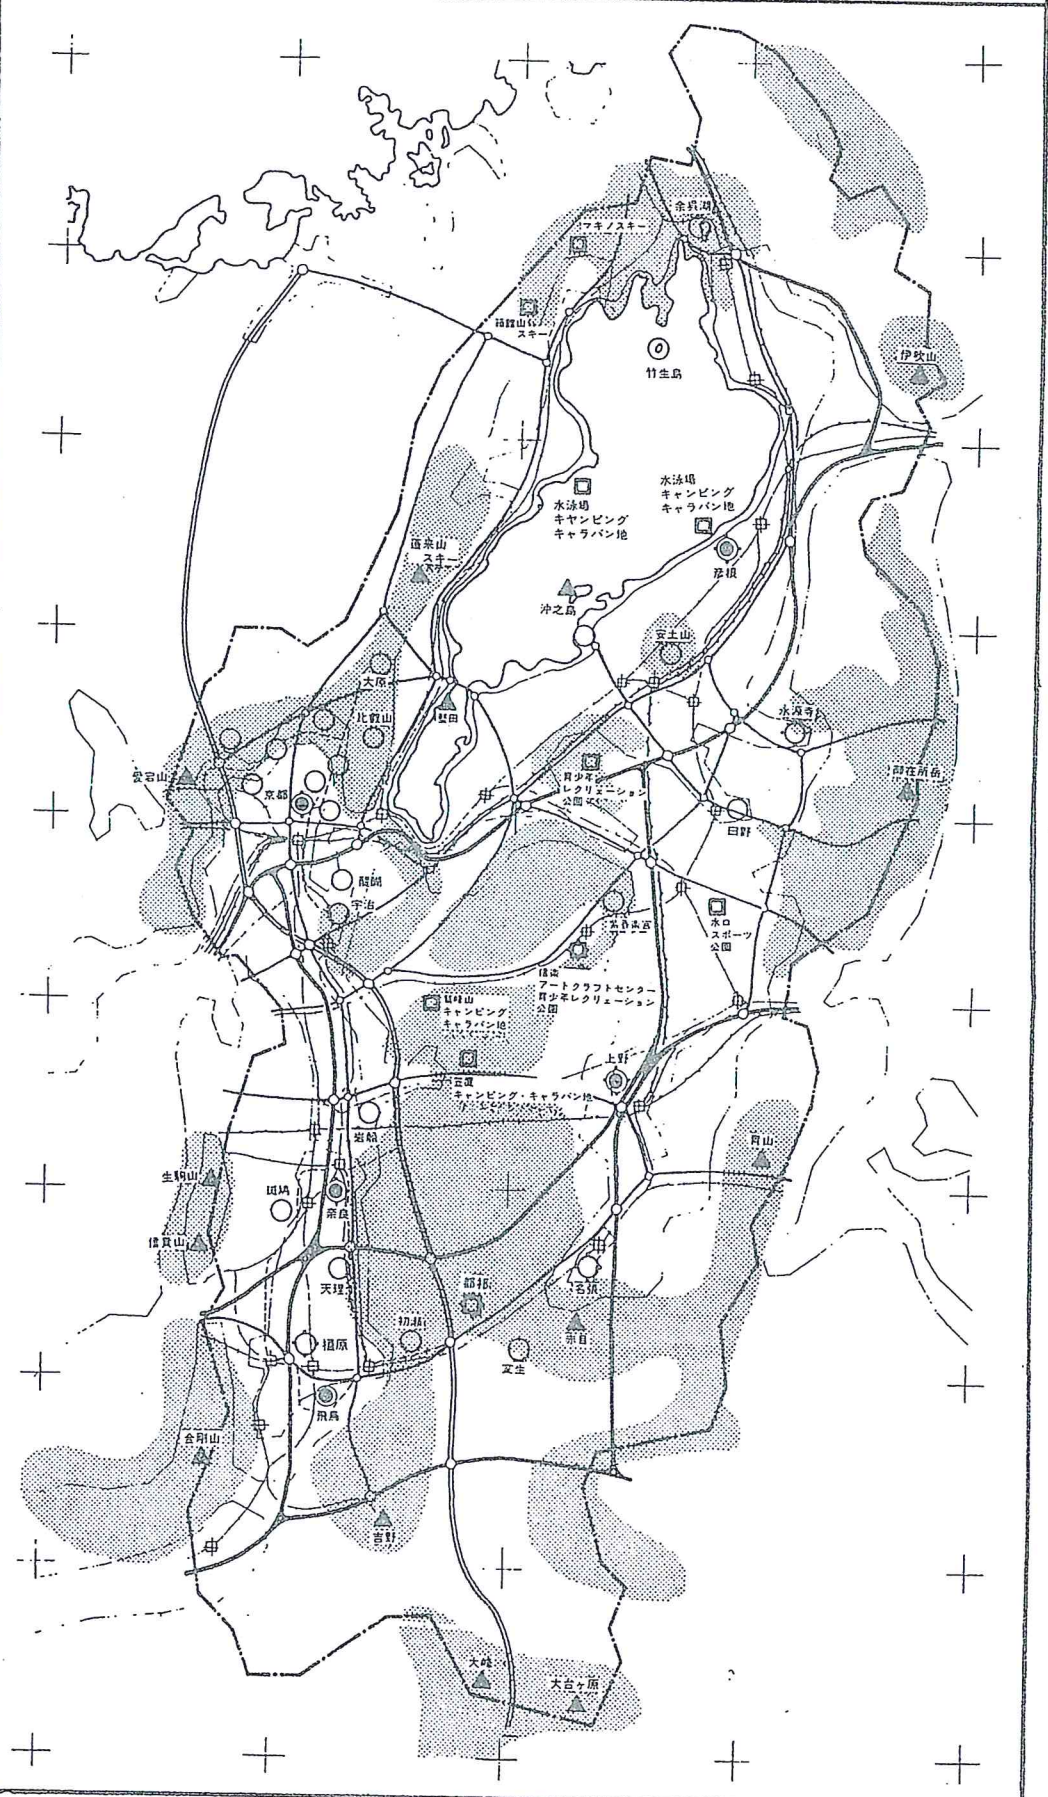 余呉湖
マキノスキー
箱館山
スキー
伊吹山
竹生島
水泳場
キャンピング
キャラバン地
水泳場
キャンピング
キャラバン地
彦根
スキー
沖之島
安土山
大原
比叡山
堅田
永源寺
愛宕山
京都
青少年
レクリェーション
公園
御在所岳
日野
醍醐
宇治
紫香楽宮
水口
スポーツ
公園
信楽
アートクラフトセンター
青少年レクリェーション
公園
鷲峰山
キャンピング
キャラバン地
上野
笠置
キャンピング・キャラバン地
岩船
青山
生駒山
斑鳩
奈良
信貴山
天理
都祁
名張
赤目
橿原
初瀬
室生
飛鳥
金剛山
吉野
大峰
大台ヶ原